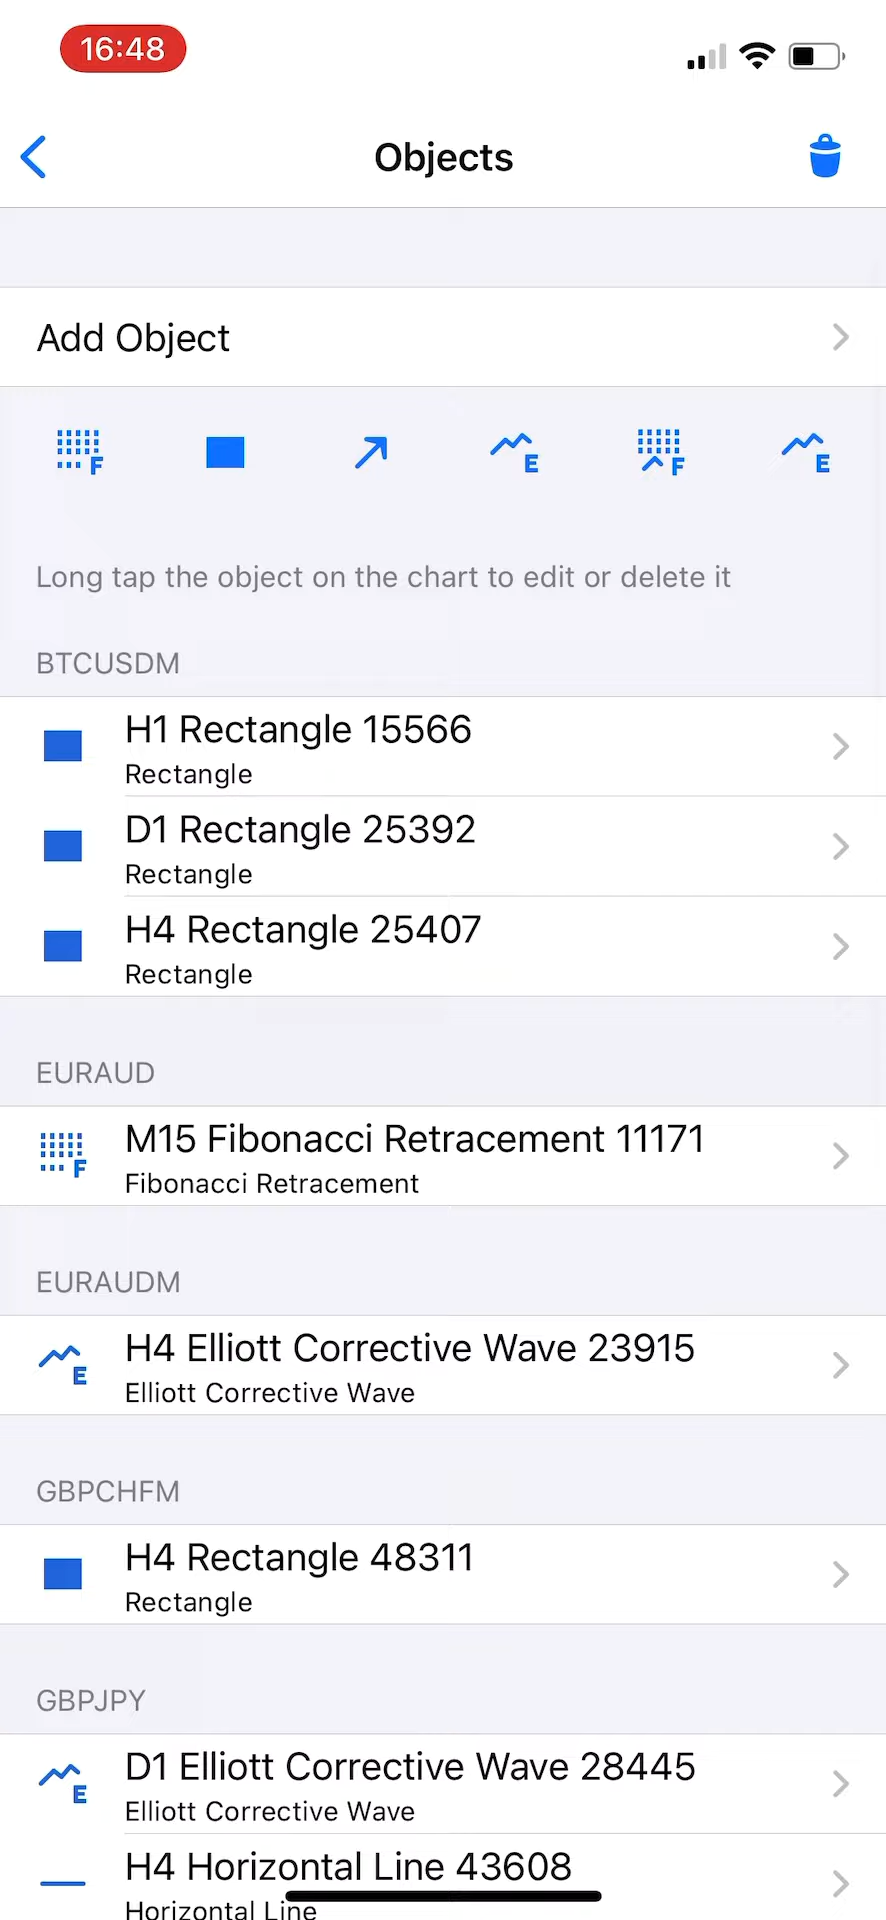 16:48
Objects
Add Object
F
E
F
E
Long tap the object on the chart to edit or delete it
BTCUSDM
H1 Rectangle 15566
Rectangle
D1 Rectangle 25392
Rectangle
H4 Rectangle 25407
Rectangle
EURAUD
M15 Fibonacci Retracement 11171
F
Fibonacci Retracement
EURAUDM
H4 Elliott Corrective Wave 23915
E
Elliott Corrective Wave
GBPCHFM
H4 Rectangle 48311
Rectangle
GBPJPY
D1 Elliott Corrective Wave 28445
E
Elliott Corrective Wave
H4 Horizontal Line 43608
Horizontal Line